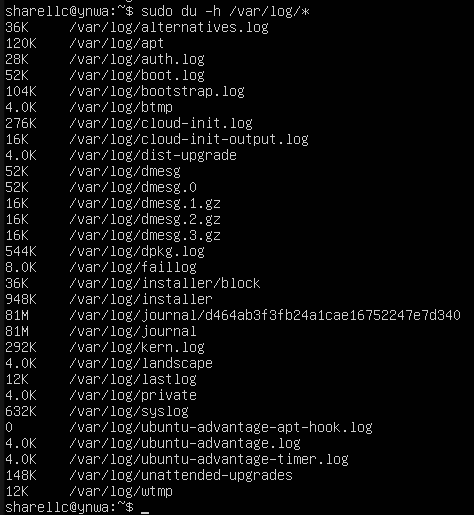 sharellc@ynwa:~$ sudo du -h /var/log/*
36K /var/log/alternatives.log
120K /var/log/apt
28K /var/log/auth.log
52K /var/log/boot.log
104K /var/log/bootstrap.log
4.0K /var/log/btmp
276K /var/log/cloud-init.log
16K /var/log/cloud-init-output.log
4.0K /var/log/dist-upgrade
52K /var/log/dmesg
52K /var/log/dmesg.0
16K /var/log/dmesg.1.gz
16K /var/log/dmesg.2.gz
16K /var/log/dmesg.3.gz
544K /var/log/dpkg.log
8.0K /var/log/faillog
36K /var/log/installer/block
948K /var/log/installer
81M /var/log/journal/d464ab3f3fb24a1cae16752247e7d340
81M /var/log/journal
292K /var/log/kern.log
4.0K /var/log/landscape
12K /var/log/lastlog
4.0K /var/log/private
632K /var/log/syslog
0 /var/log/ubuntu-advantage-apt-hook.log
4.0K /var/log/ubuntu-advantage.log
4.0K /var/log/ubuntu-advantage-timer.log
148K /var/log/unattended-upgrades
12K /var/log/wtmp
sharellc@ynwa:~$ _